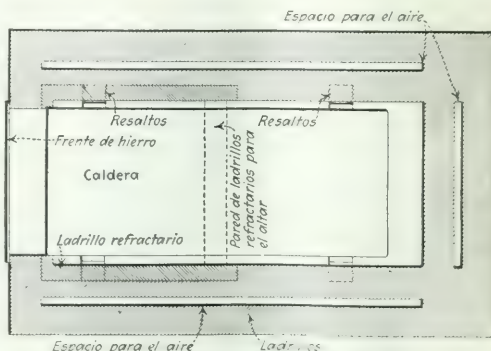 Espacio para el aire
Resaltos
Resaltos
Frente de hierro
Caldera
Pared de ladrillos
refractarios para
el altar
Ladrillo refractario
Espacio para el aire